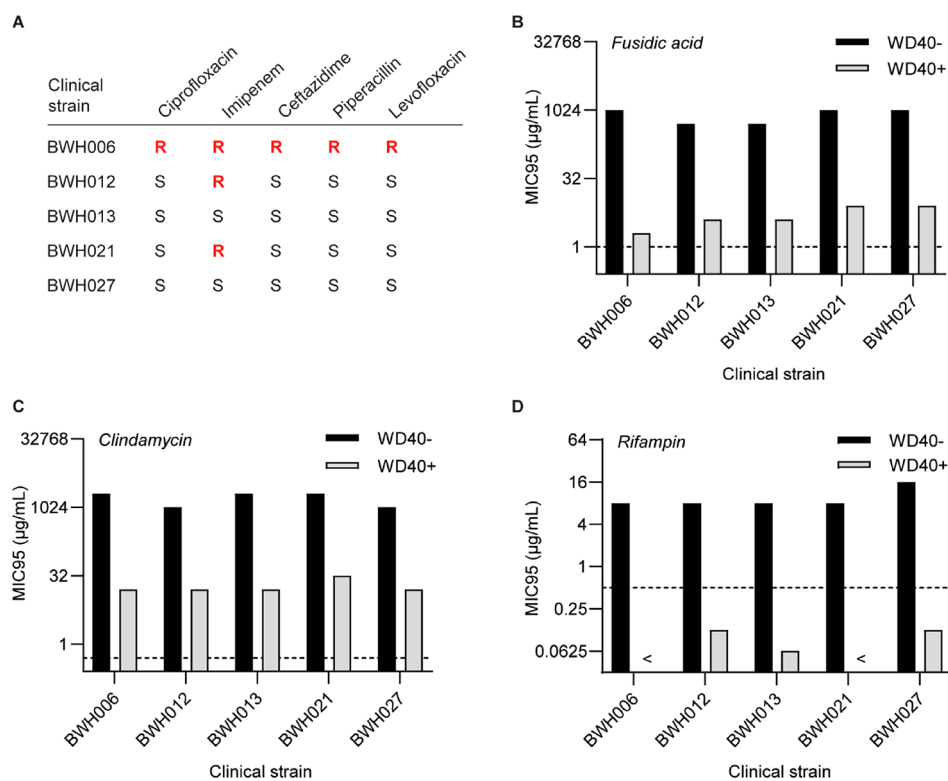 A
Clinical strain
Ciprofloxacin
Imipenem
Ceftazidime
Piperacillin
Levofloxacin
BWH006 R R R R R
BWH012 S R S S S
BWH013 S S S S S
BWH021 S R S S S
BWH027 S S S S S
B
Fusidic acid
WD40-
WD40+
MIC95 (µg/mL)
32768
1024
32
1
BWH006
BWH012
BWH013
BWH021
BWH027
Clinical strain
C
Clindamycin
WD40-
WD40+
MIC95 (µg/mL)
32768
1024
32
1
BWH006
BWH012
BWH013
BWH021
BWH027
Clinical strain
D
Rifampin
WD40-
WD40+
MIC95 (µg/mL)
64
16
4
1
0.25
0.0625
<
<
BWH006
BWH012
BWH013
BWH021
BWH027
Clinical strain